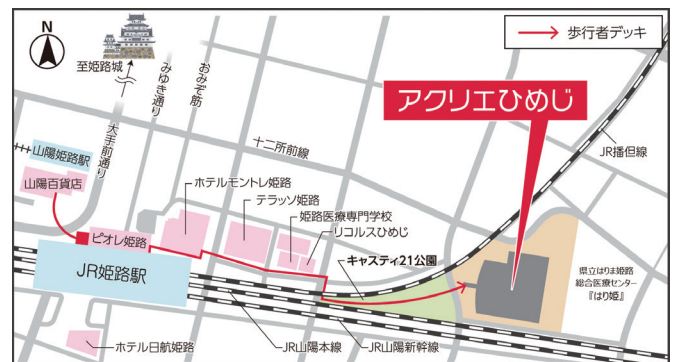 N
歩行者デッキ
至姫路城
みゆき通り
おみぞ筋
アクリエひめじ
大手前通り
十二所前線
JR播但線
山陽姫路駅
山陽百貨店
ホテルモントレ姫路
テラッソ姫路
姫路医療専門学校
リコルスひめじ
ピオレ姫路
キャスティ21公園
JR姫路駅
県立はりま姫路
総合医療センター
『はり姫』
ホテル日航姫路
JR山陽本線
JR山陽新幹線